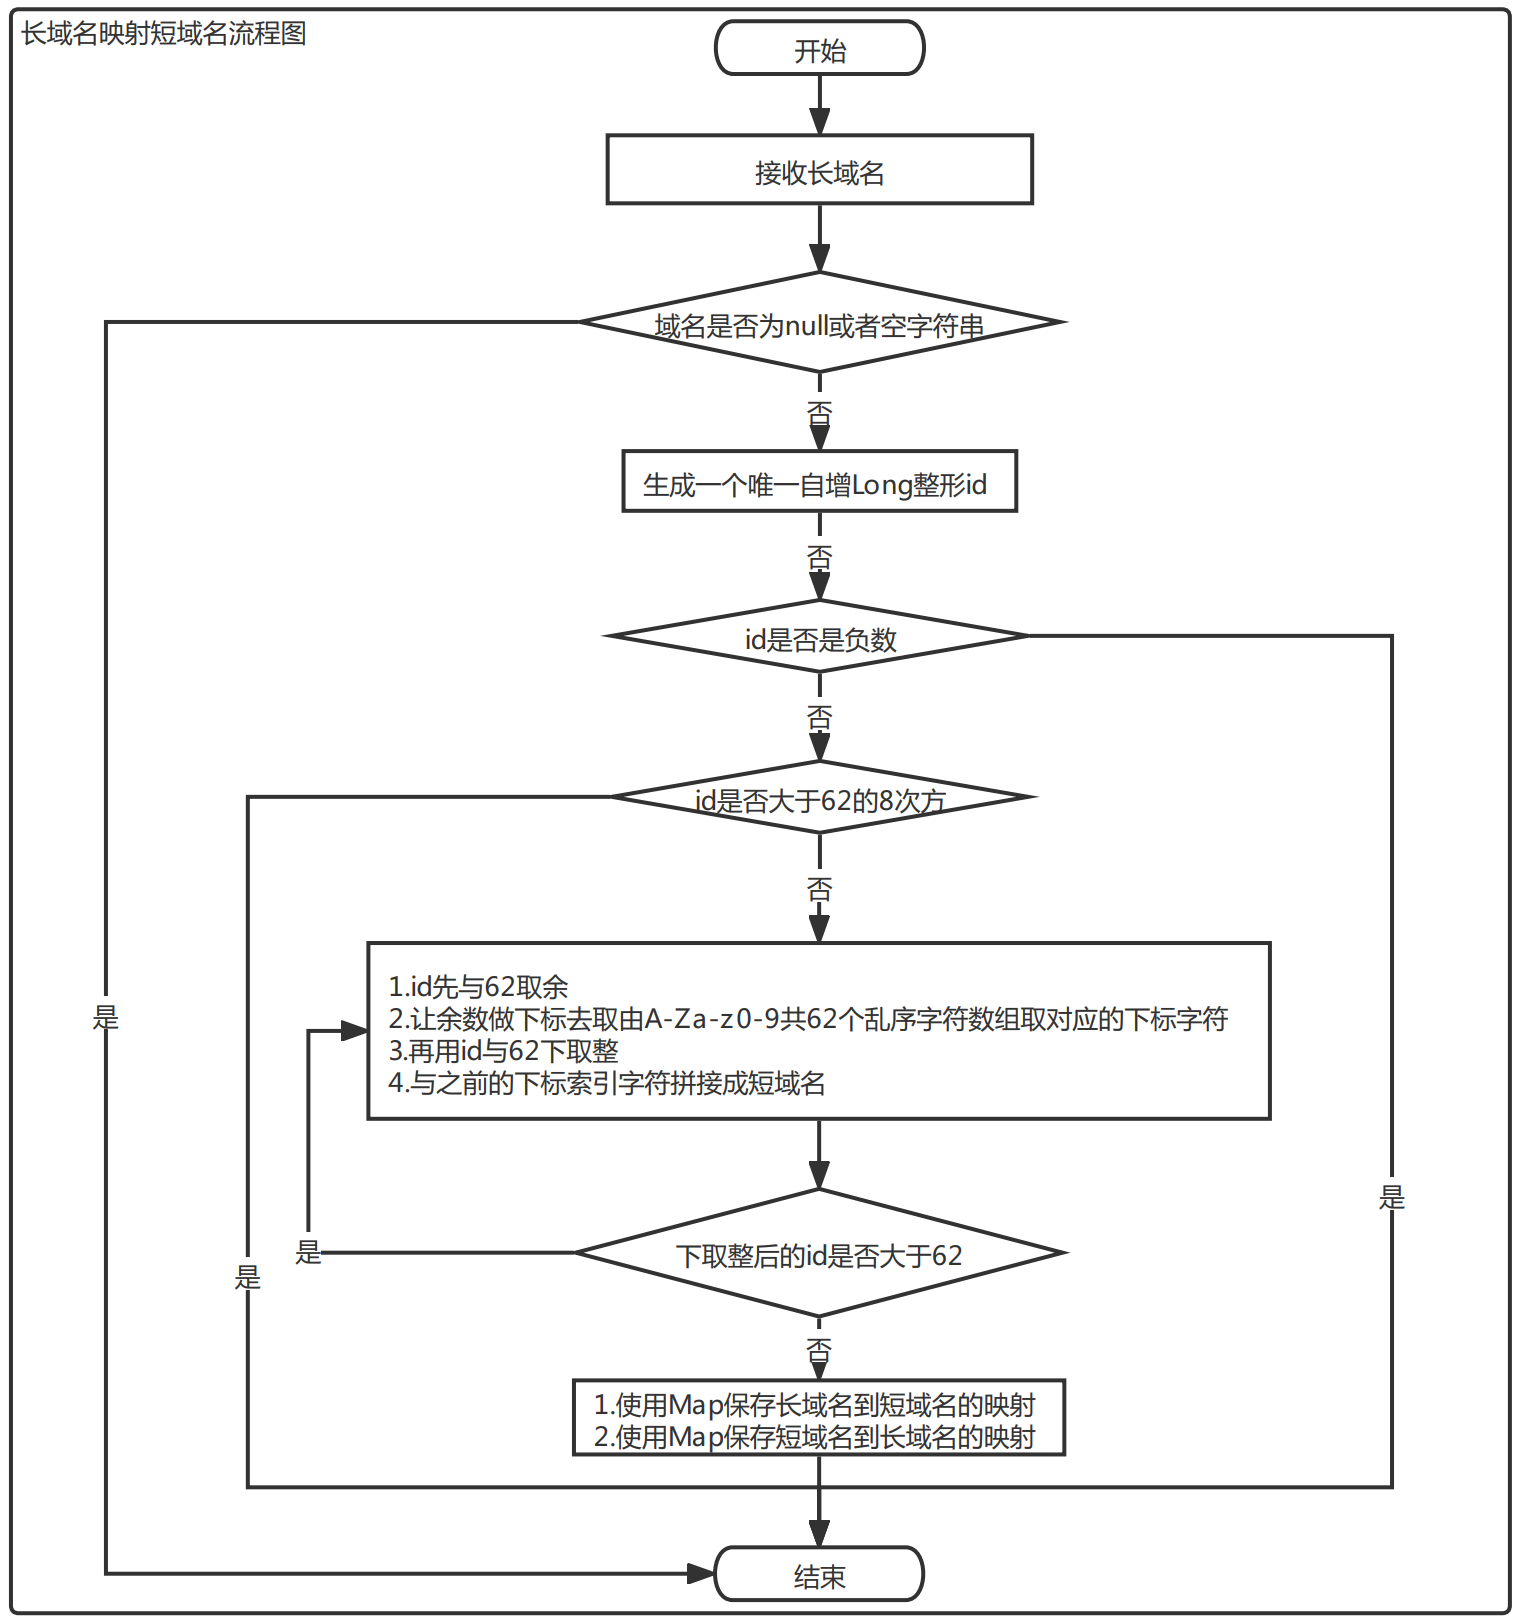 长域名映射短域名流程图
开始
接收长域名
域名是否为null或者空字符串
否
生成一个唯一自增Long整形id
否
id是否是负数
否
id是否大于62的8次方
否
1.id先与62取余
2.让余数做下标去取由A-Za-z0-9共62个乱序字符数组取对应的下标字符
3.再用id与62下取整
4.与之前的下标索引字符拼接成短域名
是
是
下取整后的id是否大于62
是
是
否
1.使用Map保存长域名到短域名的映射
2.使用Map保存短域名到长域名的映射
结束